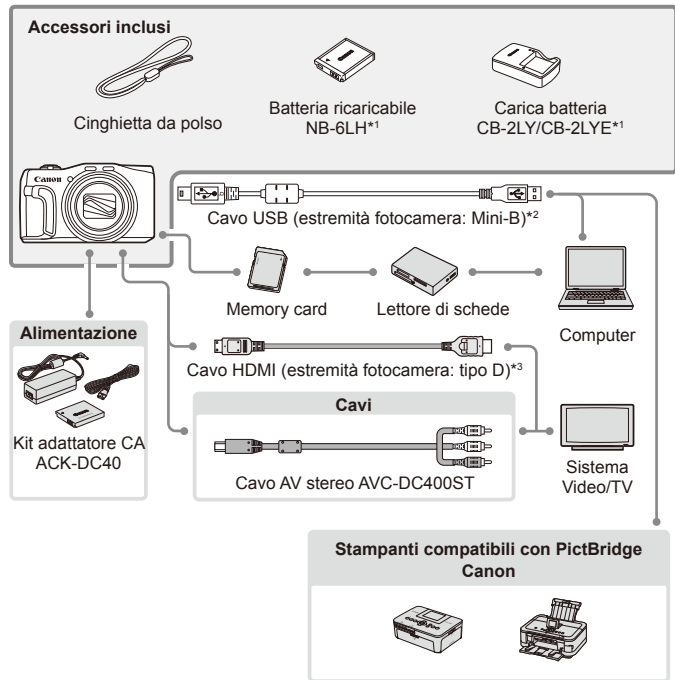 Accessori inclusi
Cinghietta da polso
Batteria ricaricabile
NB-6LH*1
Carica batteria
CB-2LY/CB-2LYE*1
Canon
Cavo USB (estremità fotocamera: Mini-B)*2
Memory card
Lettore di schede
Computer
Alimentazione
Kit adattatore CA
ACK-DC40
Cavo HDMI (estremità fotocamera: tipo D)*3
Cavi
Cavo AV stereo AVC-DC400ST
Sistema
Video/TV
Stampanti compatibili con PictBridge
Canon